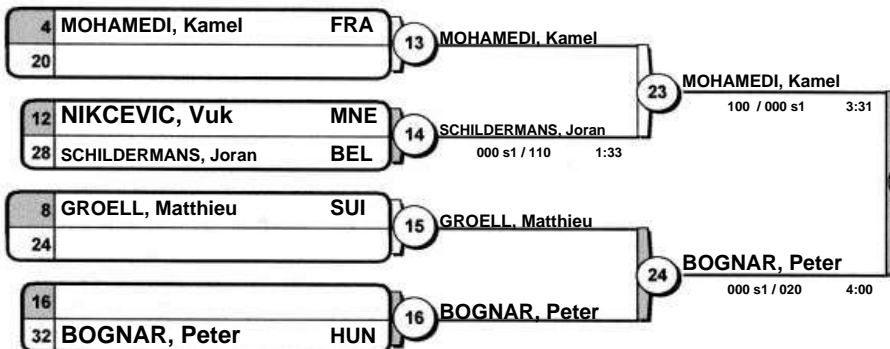 4 MOHAMEDI, Kamel FRA
20
13 MOHAMEDI, Kamel
12 NIKCEVIC, Vuk MNE
28 SCHILDERMANS, Joran BEL
14 SCHILDERMANS, Joran
000 s1 / 110 1:33
23 MOHAMEDI, Kamel
100 / 000 s1 3:31
8 GROELL, Matthieu SUI
24
15 GROELL, Matthieu
16
32 BOGNAR, Peter HUN
16 BOGNAR, Peter
24 BOGNAR, Peter
000 s1 / 020 4:00